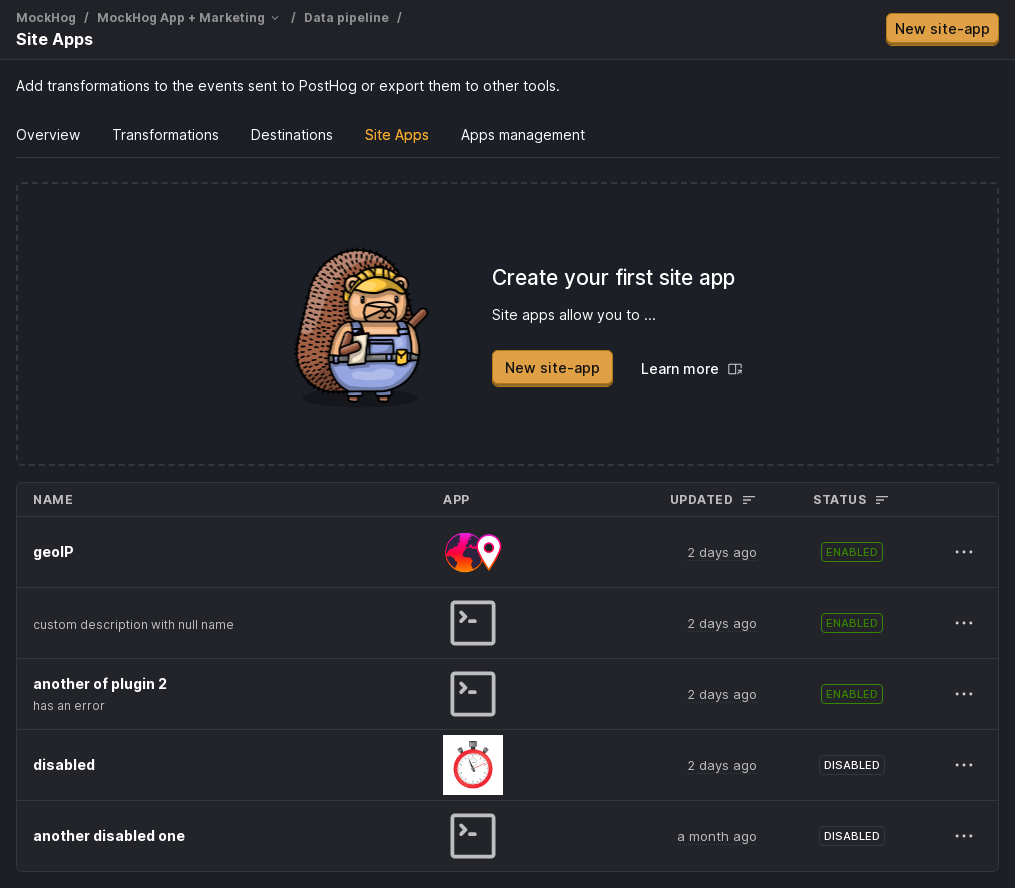 MockHog / MockHog App + Marketing / Data pipeline /
Site Apps
New site-app
Add transformations to the events sent to PostHog or export them to other tools.
Overview Transformations Destinations Site Apps Apps management
Create your first site app
Site apps allow you to ...
New site-app Learn more
NAME APP UPDATED STATUS
geoIP 2 days ago ENABLED
custom description with null name 2 days ago ENABLED
another of plugin 2 2 days ago ENABLED
has an error
disabled 2 days ago DISABLED
another disabled one a month ago DISABLED